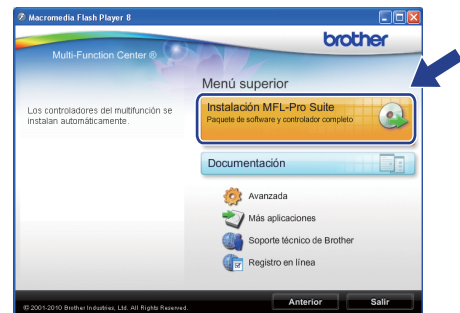 Macromedia Flash Player 8
brother
Multi-Function Center ®
Menú superior
Los controladores del multifunción se
instalan automáticamente.
Instalación MFL-Pro Suite
Paquete de software y controlador completo
Documentación
Avanzada
Más aplicaciones
Soporte técnico de Brother
Registro en línea
© 2001-2010 Brother Industries, Ltd. All Rights Reserved.
Anterior
Salir